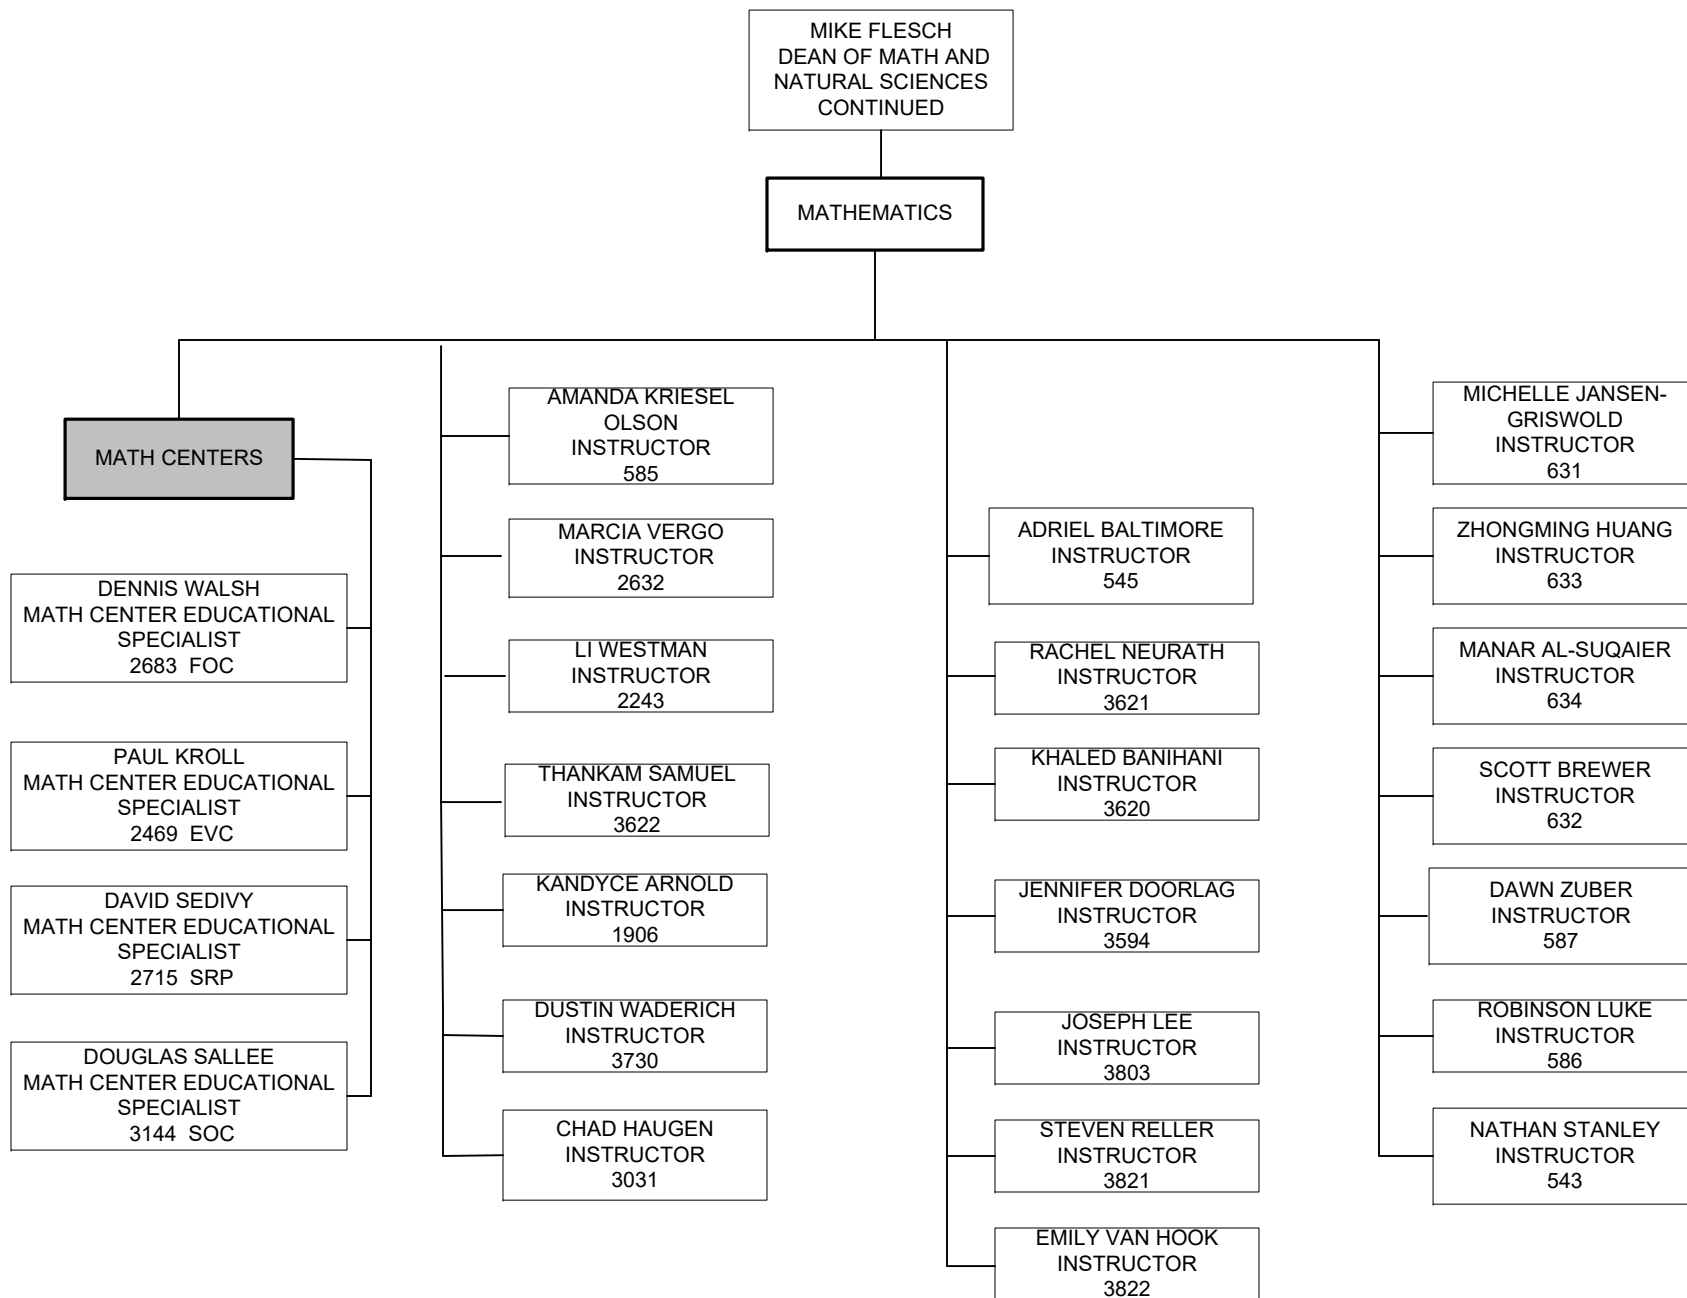 MIKE FLESCH
DEAN OF MATH AND
NATURAL SCIENCES
CONTINUED
MATHEMATICS
MATH CENTERS
DENNIS WALSH
MATH CENTER EDUCATIONAL
SPECIALIST
2683 FOC
PAUL KROLL
MATH CENTER EDUCATIONAL
SPECIALIST
2469 EVC
DAVID SEDIVY
MATH CENTER EDUCATIONAL
SPECIALIST
2715 SRP
DOUGLAS SALLEE
MATH CENTER EDUCATIONAL
SPECIALIST
3144 SOC
AMANDA KRIESEL
OLSON
INSTRUCTOR
585
MARCIA VERGO
INSTRUCTOR
2632
LI WESTMAN
INSTRUCTOR
2243
THANKAM SAMUEL
INSTRUCTOR
3622
KANDYCE ARNOLD
INSTRUCTOR
1906
DUSTIN WADERICH
INSTRUCTOR
3730
CHAD HAUGEN
INSTRUCTOR
3031
ADRIEL BALTIMORE
INSTRUCTOR
545
RACHEL NEURATH
INSTRUCTOR
3621
KHALED BANIHANI
INSTRUCTOR
3620
JENNIFER DOORLAG
INSTRUCTOR
3594
JOSEPH LEE
INSTRUCTOR
3803
STEVEN RELLER
INSTRUCTOR
3821
EMILY VAN HOOK
INSTRUCTOR
3822
MICHELLE JANSEN-
GRISWOLD
INSTRUCTOR
631
ZHONGMING HUANG
INSTRUCTOR
633
MANAR AL-SUQAIER
INSTRUCTOR
634
SCOTT BREWER
INSTRUCTOR
632
DAWN ZUBER
INSTRUCTOR
587
ROBINSON LUKE
INSTRUCTOR
586
NATHAN STANLEY
INSTRUCTOR
543